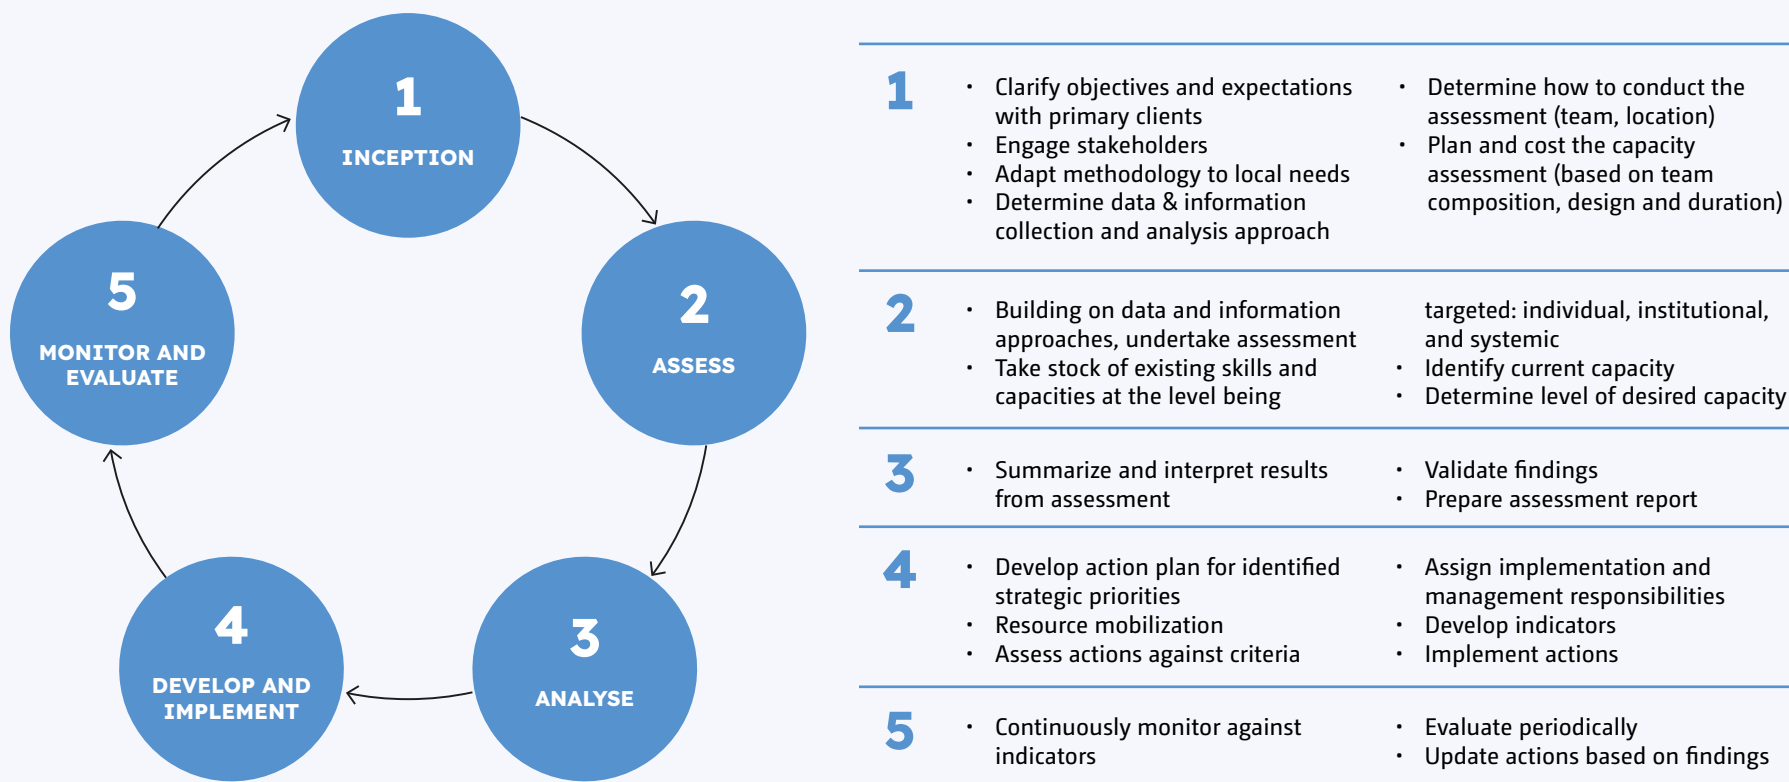 1
INCEPTION
2
ASSESS
3
ANALYSE
4
DEVELOP AND
IMPLEMENT
5
MONITOR AND
EVALUATE
1
• Clarify objectives and expectations
with primary clients
• Engage stakeholders
• Adapt methodology to local needs
• Determine data & information
collection and analysis approach
• Determine how to conduct the
assessment (team, location)
• Plan and cost the capacity
assessment (based on team
composition, design and duration)
2
• Building on data and information
approaches, undertake assessment
• Take stock of existing skills and
capacities at the level being
targeted: individual, institutional,
and systemic
• Identify current capacity
• Determine level of desired capacity
3
• Summarize and interpret results
from assessment
• Validate findings
• Prepare assessment report
4
• Develop action plan for identified
strategic priorities
• Resource mobilization
• Assess actions against criteria
• Assign implementation and
management responsibilities
• Develop indicators
• Implement actions
5
• Continuously monitor against
indicators
• Evaluate periodically
• Update actions based on findings